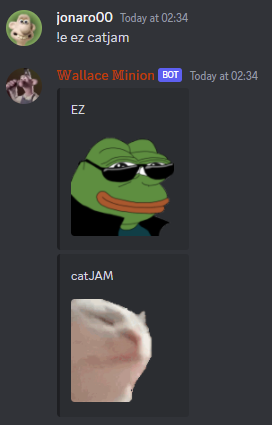 jonaro00 Today at 02:34
!e ez catjam
𝕎allace 𝕄inion BOT Today at 02:34
EZ
catJAM